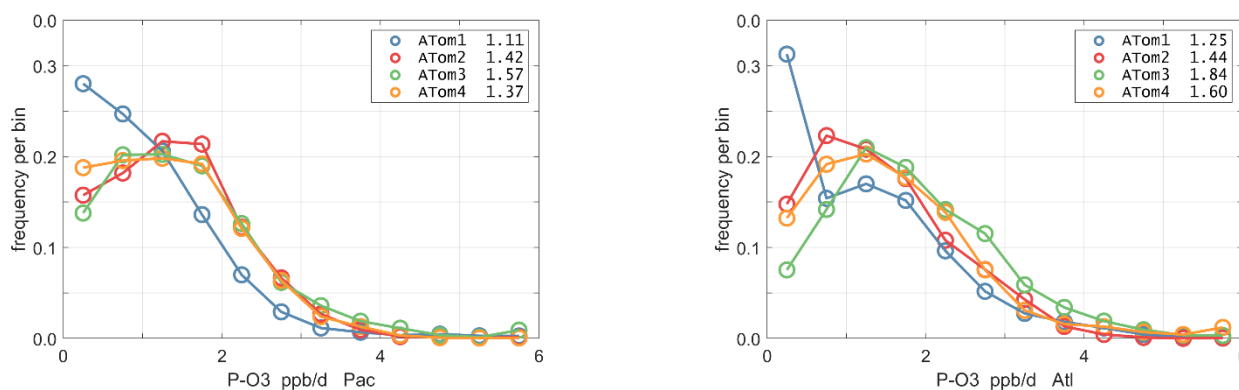 0.0
ATom1 1.11
ATom2 1.42
ATom3 1.57
ATom4 1.37
0.3
0.2
0.1
0.0
frequency per bin
0 2 4 6
P-O3 ppb/d Pac
0.0
ATom1 1.25
ATom2 1.44
ATom3 1.84
ATom4 1.60
0.3
0.2
0.1
0.0
frequency per bin
0 2 4 6
P-O3 ppb/d Atl